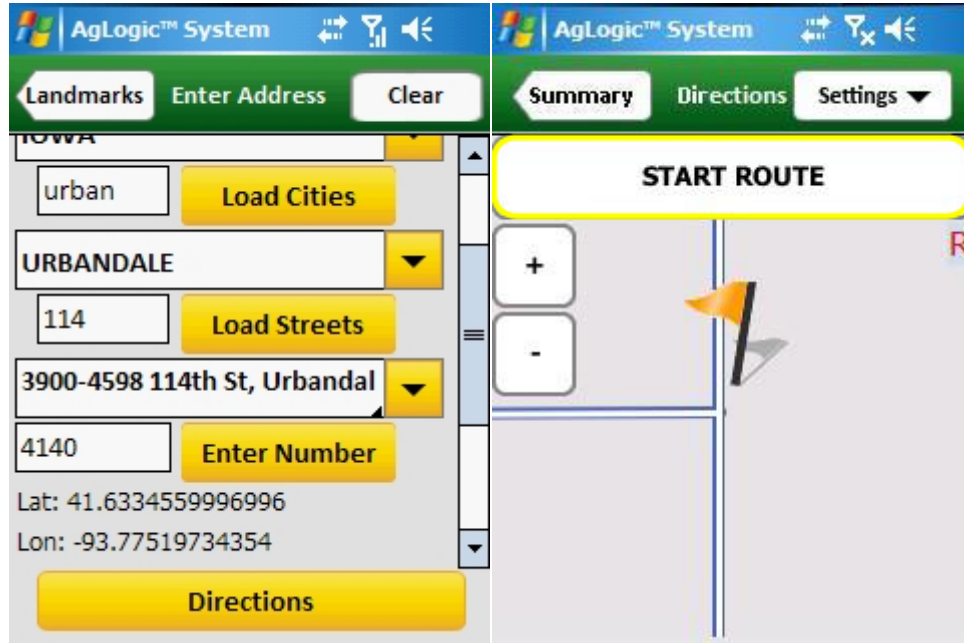 AgLogic™ System
Landmarks Enter Address Clear
IOWA
urban Load Cities
URBANDALE
114 Load Streets
3900-4598 114th St, Urbandal
4140 Enter Number
Lat: 41.6334559996996
Lon: -93.77519734354
Directions
AgLogic™ System
Summary Directions Settings
START ROUTE
R
+
-